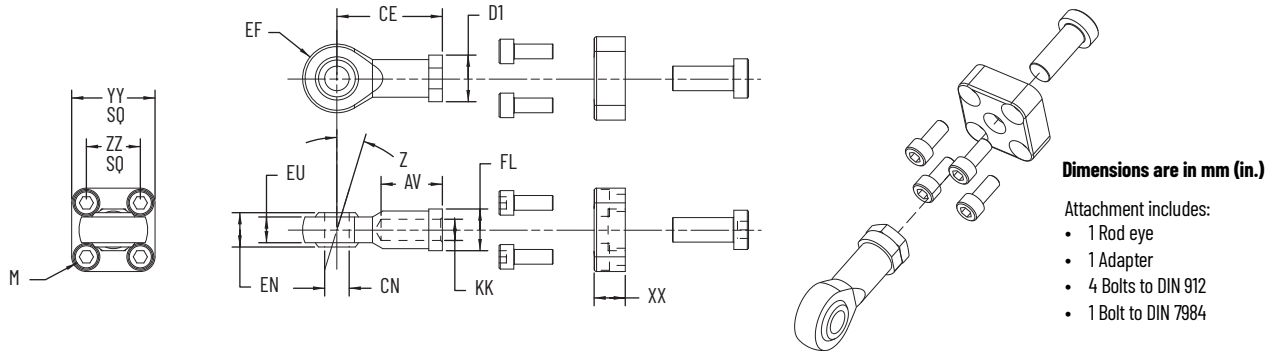 CE
D1
EF
YY
SQ
ZZ
SQ
Z
AV
FL
EU
M
EN
CN
KK
XX
Dimensions are in mm (in.)
Attachment includes:
• 1 Rod eye
• 1 Adapter
• 4 Bolts to DIN 912
• 1 Bolt to DIN 7984